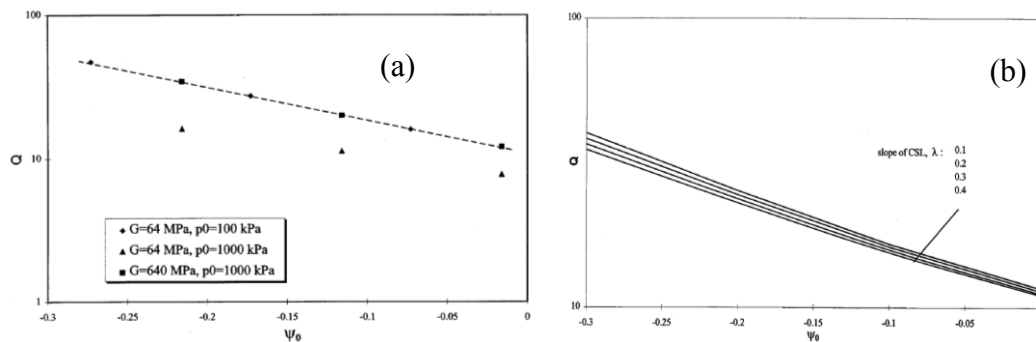 100
(a)
Q
10
G=64 MPa, p0=100 kPa
G=64 MPa, p0=1000 kPa
G=640 MPa, p0=1000 kPa
1
-0.3
-0.25
-0.2
-0.15
-0.1
-0.05
0
Ψ₀
100
(b)
Q
slope of CSL, λ : 0.1
0.2
0.3
0.4
10
-0.3
-0.25
-0.2
-0.15
-0.1
-0.05
0
Ψ₀